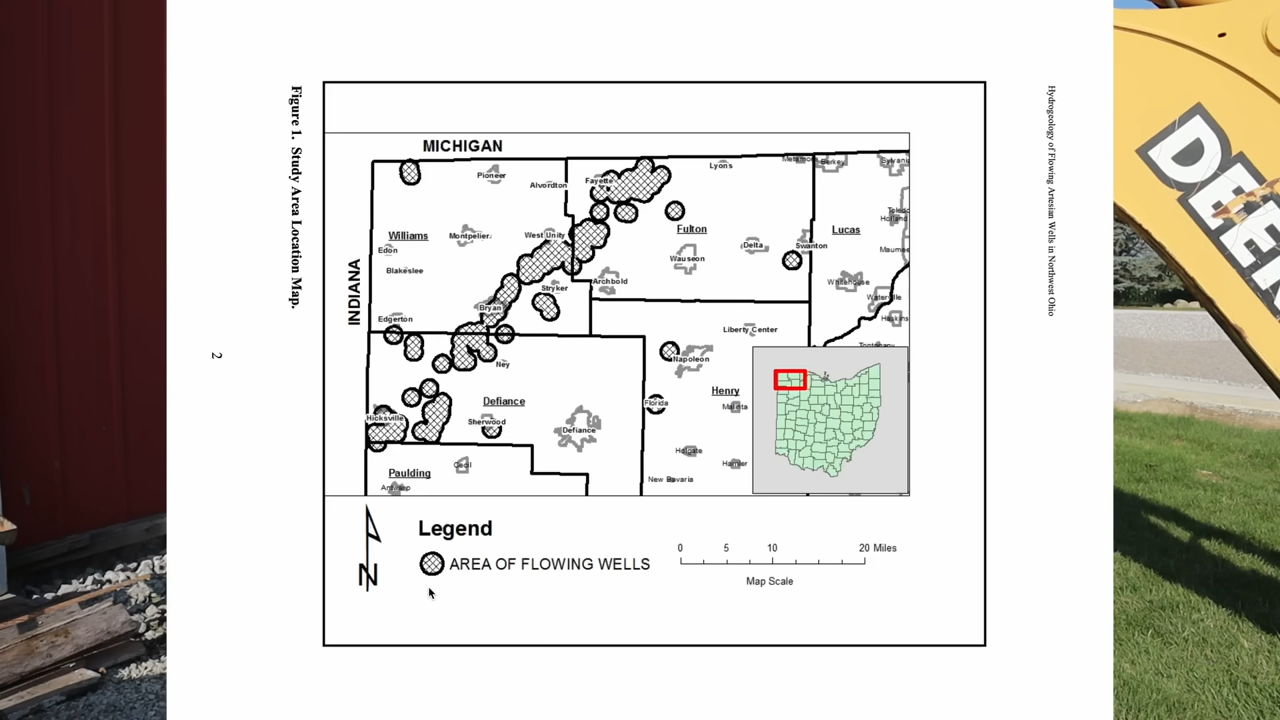 Hydrogeology of Flowing Artesian Wells in Northwest Ohio
MICHIGAN
INDIANA
Pioneer
Alvordton
Fayette
Lyons
Metamora
Berkey
Williams
Montpelier
West Unity
Fulton
Lucas
Edon
Blakeslee
Wauseon
Delta
Swanton
Stryker
Archbold
Whitehouse
Bryan
Edgerton
Liberty Center
Ney
Napoleon
Henry
Defiance
Florida
Malinta
Hicksville
Sherwood
Defiance
Holgate
Paulding
Cecil
Hamler
Antwerp
New Bavaria
Legend
AREA OF FLOWING WELLS
N
0 5 10 20 Miles
Map Scale
Figure 1. Study Area Location Map.
2
DEER